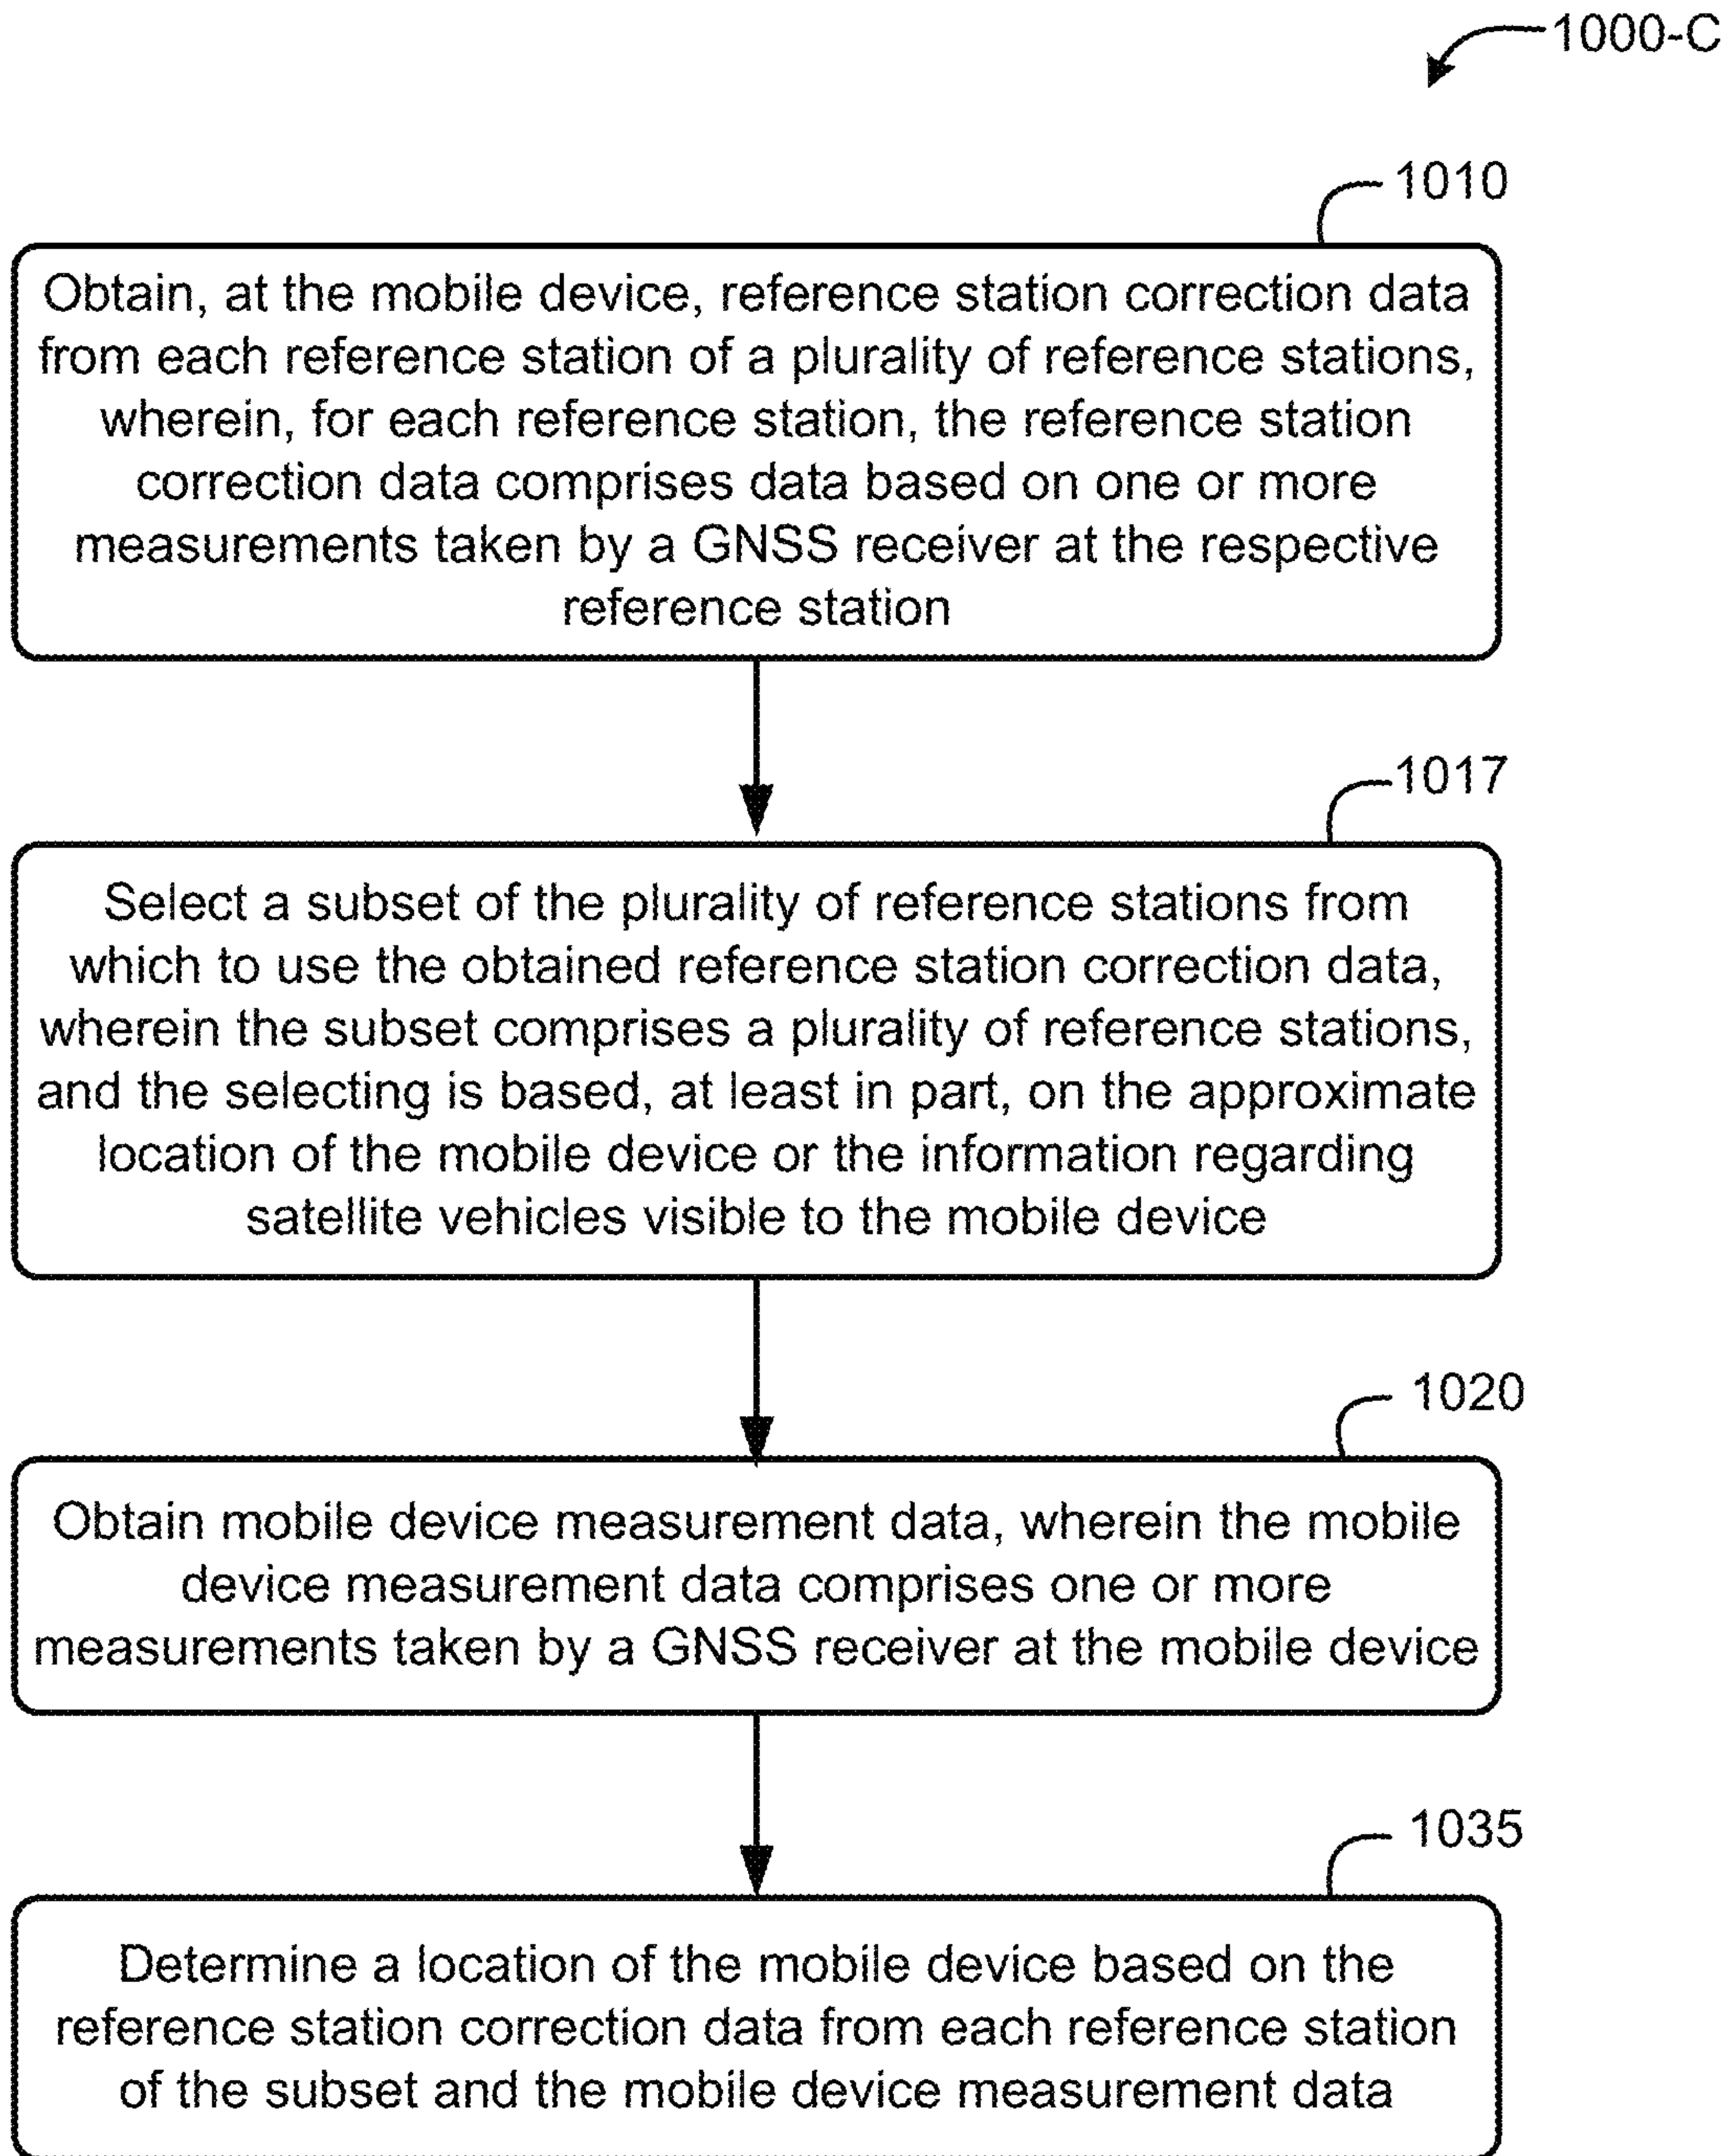 1000-C
1010
Obtain, at the mobile device, reference station correction data
from each reference station of a plurality of reference stations,
wherein, for each reference station, the reference station
correction data comprises data based on one or more
measurements taken by a GNSS receiver at the respective
reference station
1017
Select a subset of the plurality of reference stations from
which to use the obtained reference station correction data,
wherein the subset comprises a plurality of reference stations,
and the selecting is based, at least in part, on the approximate
location of the mobile device or the information regarding
satellite vehicles visible to the mobile device
1020
Obtain mobile device measurement data, wherein the mobile
device measurement data comprises one or more
measurements taken by a GNSS receiver at the mobile device
1035
Determine a location of the mobile device based on the
reference station correction data from each reference station
of the subset and the mobile device measurement data